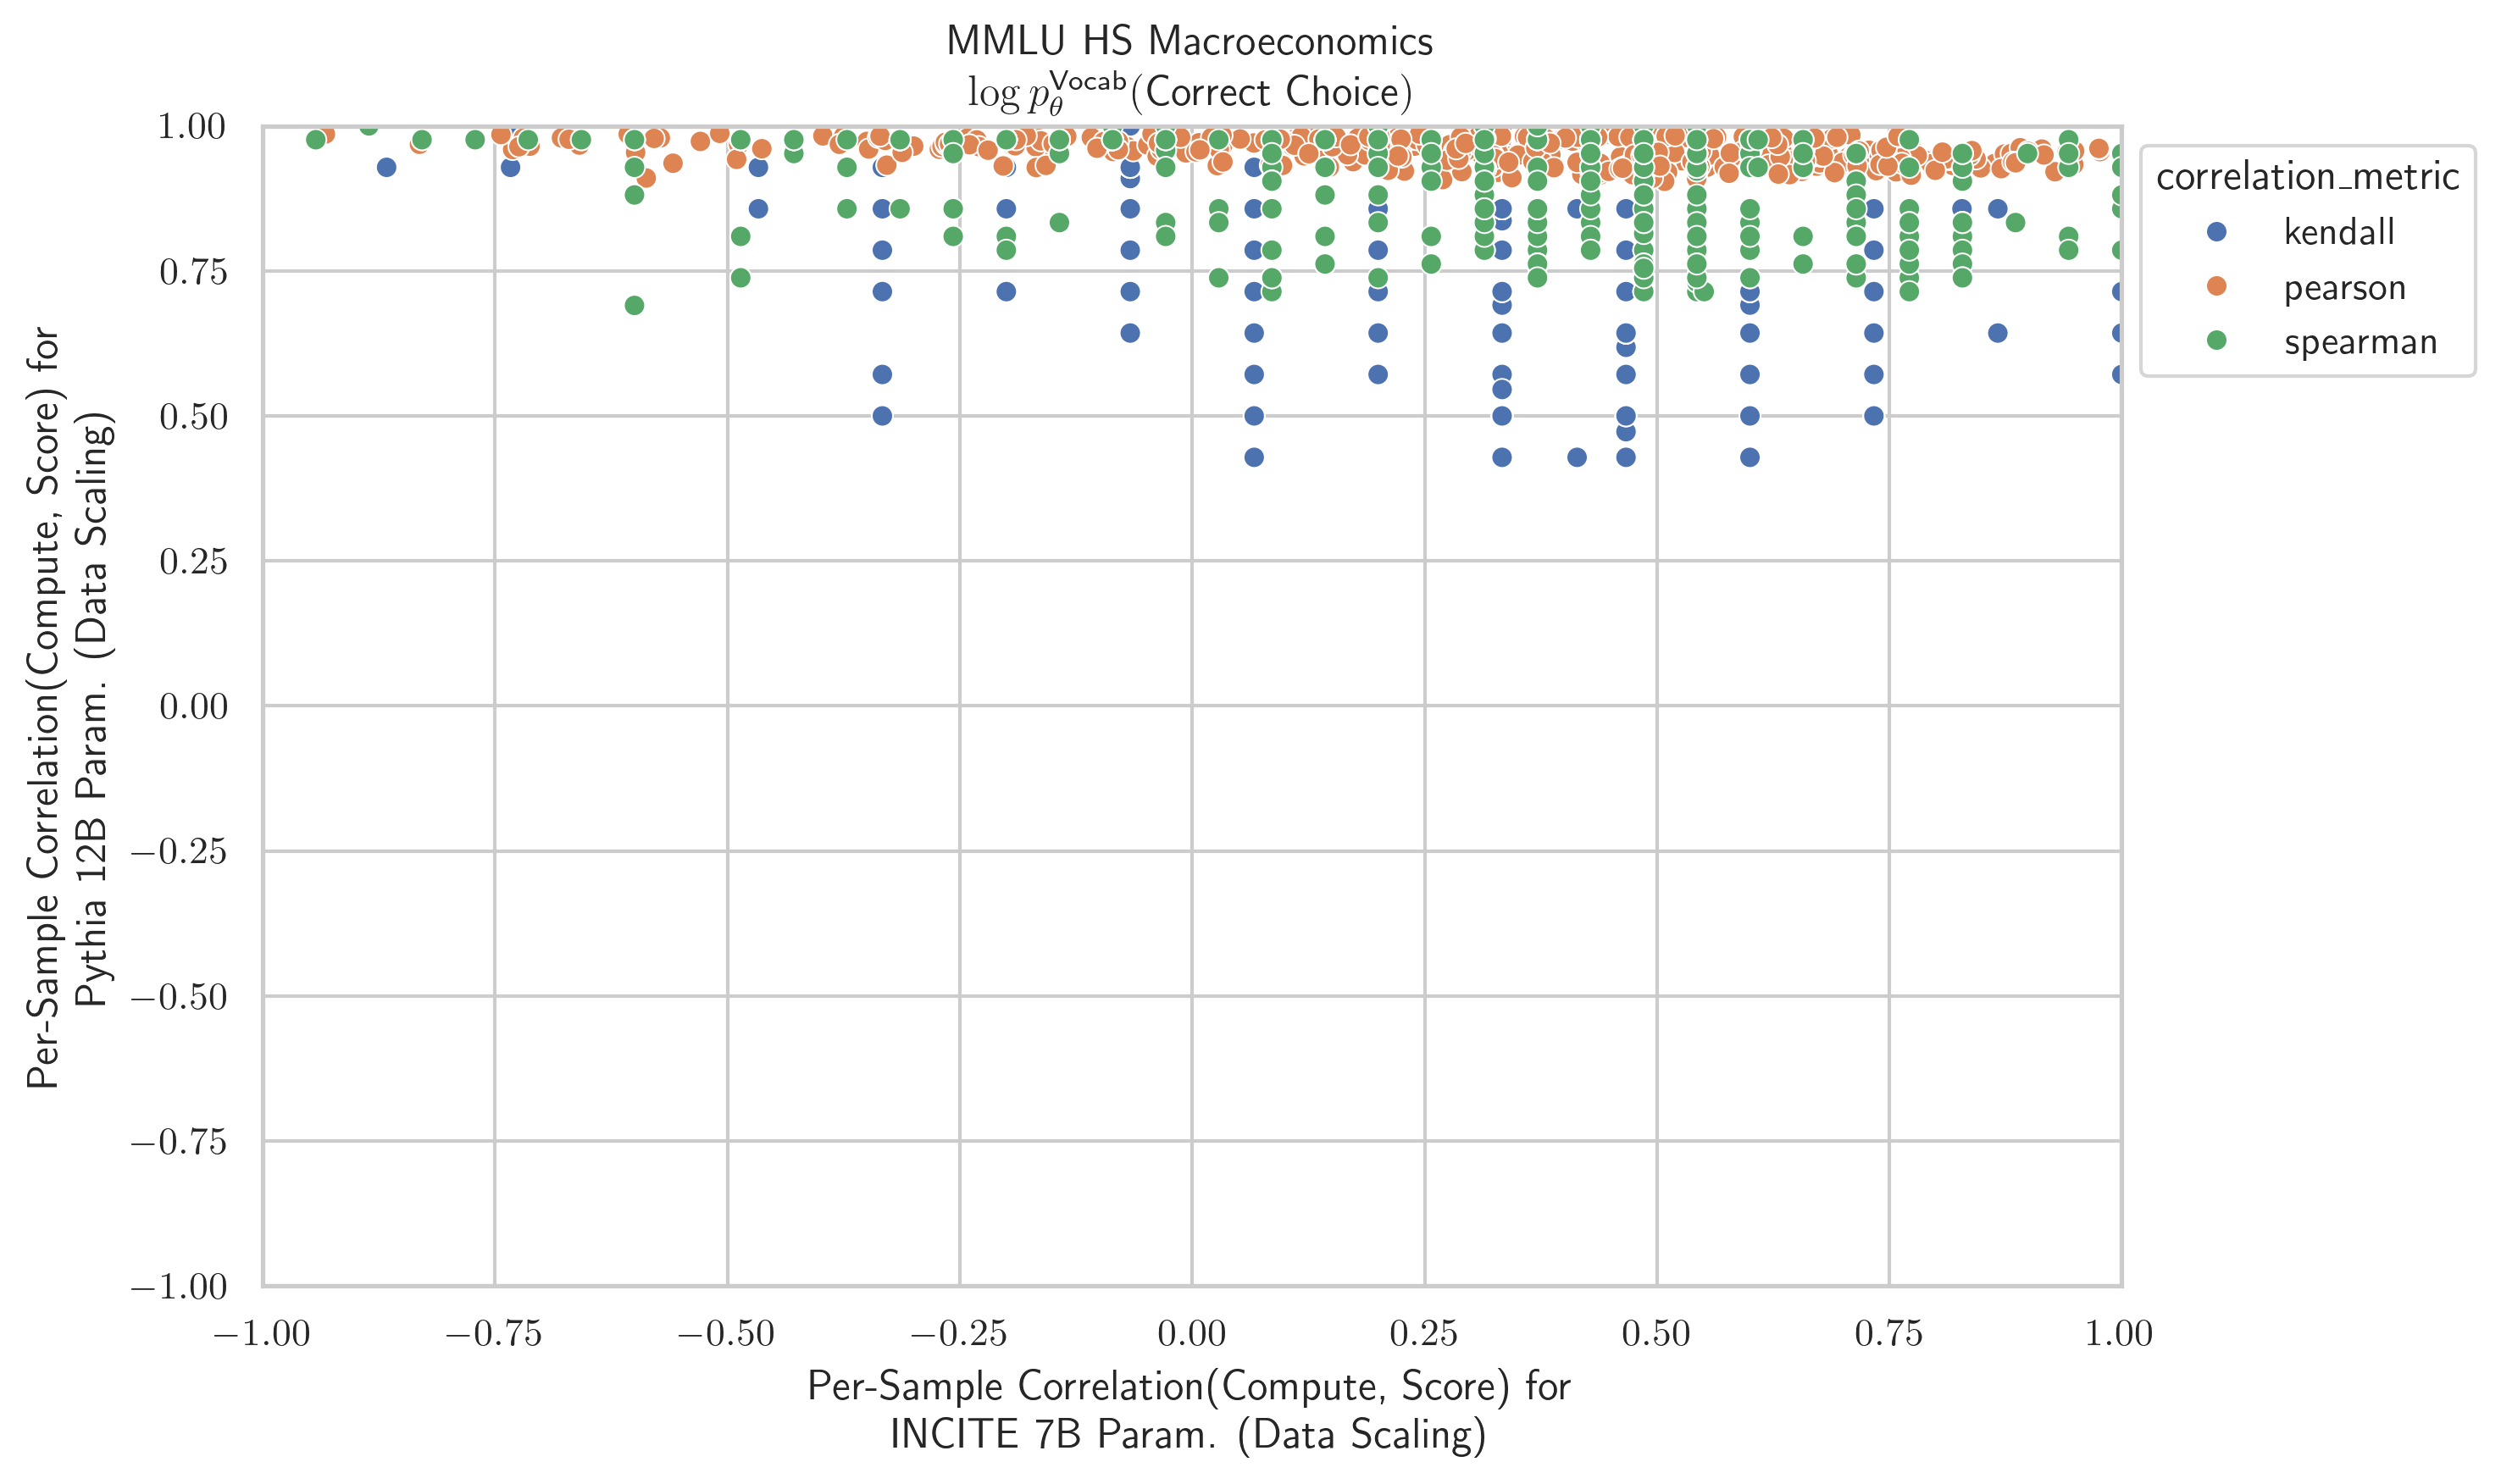 MMLU HS Macroeconomics
log p_θ^Vocab(Correct Choice)
Per-Sample Correlation(Compute, Score) for
Pythia 12B Param. (Data Scaling)
1.00
0.75
0.50
0.25
0.00
−0.25
−0.50
−0.75
−1.00
−1.00 −0.75 −0.50 −0.25 0.00 0.25 0.50 0.75 1.00
Per-Sample Correlation(Compute, Score) for
INCITE 7B Param. (Data Scaling)
correlation_metric
kendall
pearson
spearman